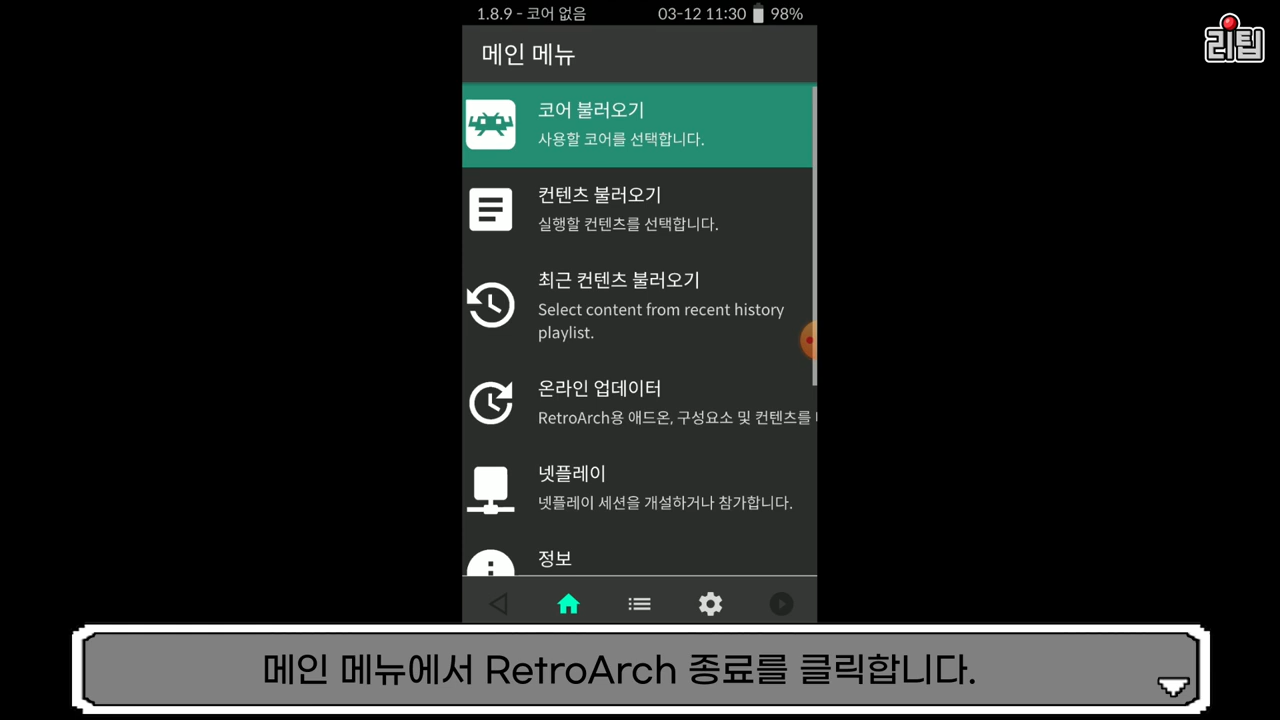 1.8.9 - 코어 없음
03-12 11:30 98%
리팁
메인 메뉴
코어 불러오기
사용할 코어를 선택합니다.
컨텐츠 불러오기
실행할 컨텐츠를 선택합니다.
최근 컨텐츠 불러오기
Select content from recent history
playlist.
온라인 업데이터
RetroArch용 애드온, 구성요소 및 컨텐츠를
넷플레이
넷플레이 세션을 개설하거나 참가합니다.
정보
메인 메뉴에서 RetroArch 종료를 클릭합니다.